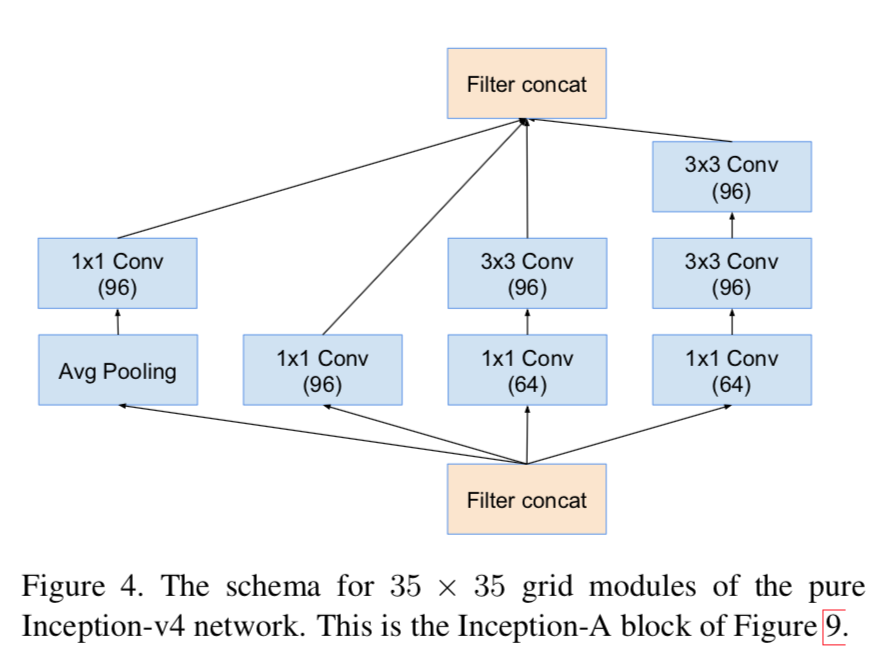 Filter concat
3x3 Conv
(96)
1x1 Conv
(96)
3x3 Conv
(96)
3x3 Conv
(96)
Avg Pooling
1x1 Conv
(96)
1x1 Conv
(64)
1x1 Conv
(64)
Filter concat
Figure 4. The schema for 35 × 35 grid modules of the pure
Inception-v4 network. This is the Inception-A block of Figure 9.